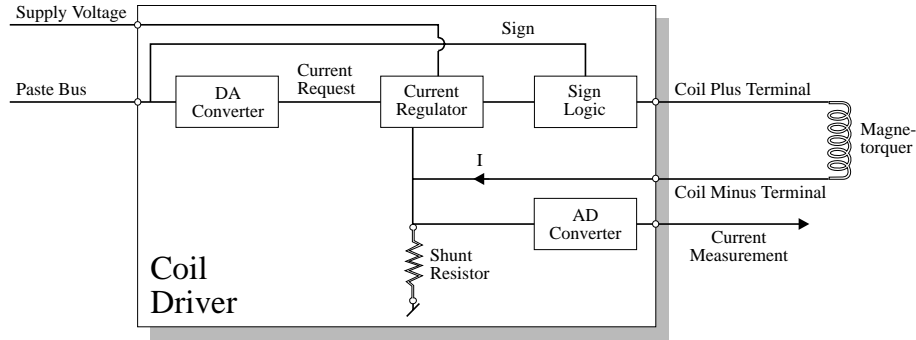 Supply Voltage
Sign
Paste Bus
DA
Converter
Current
Request
Current
Regulator
Sign
Logic
Coil Plus Terminal
Magne-
torquer
I
Coil Minus Terminal
AD
Converter
Current
Measurement
Shunt
Resistor
Coil
Driver